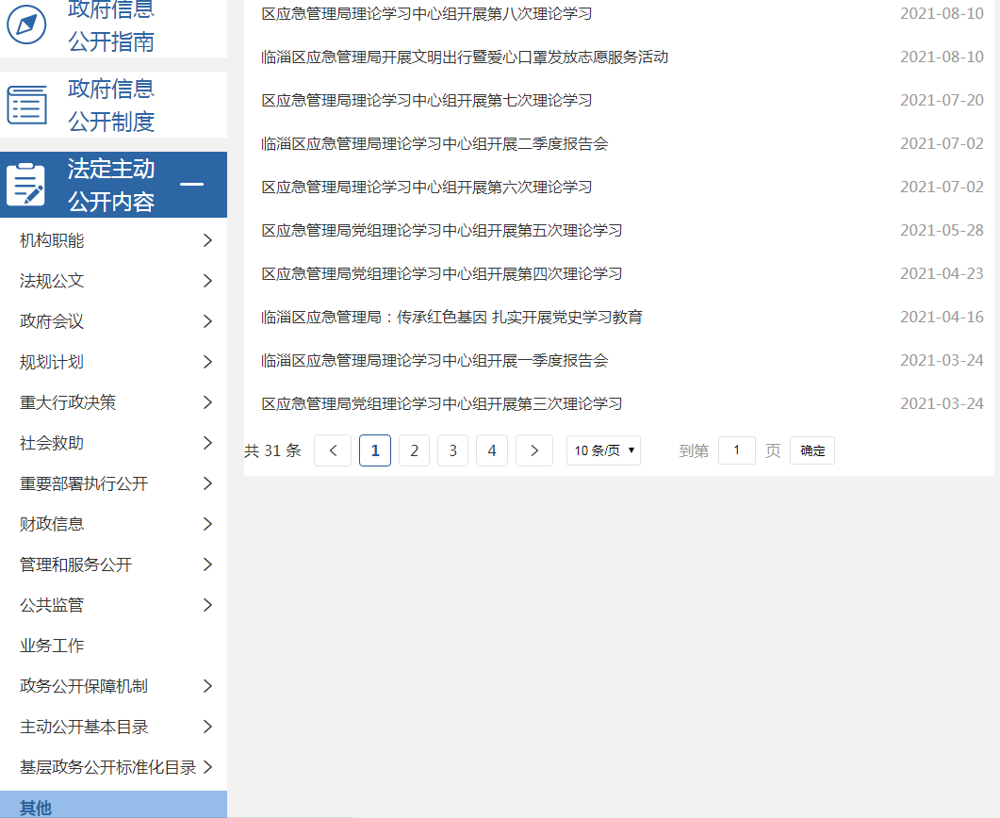 政府信息
公开指南
政府信息
公开制度
法定主动
公开内容
机构职能
法规公文
政府会议
规划计划
重大行政决策
社会救助
重要部署执行公开
财政信息
管理和服务公开
公共监管
业务工作
政务公开保障机制
主动公开基本目录
基层政务公开标准化目录
其他
区应急管理局理论学习中心组开展第八次理论学习 2021-08-10
临淄区应急管理局开展文明出行暨爱心口罩发放志愿服务活动 2021-08-10
区应急管理局理论学习中心组开展第七次理论学习 2021-07-20
临淄区应急管理局理论学习中心组开展二季度报告会 2021-07-02
区应急管理局理论学习中心组开展第六次理论学习 2021-07-02
区应急管理局党组理论学习中心组开展第五次理论学习 2021-05-28
区应急管理局党组理论学习中心组开展第四次理论学习 2021-04-23
临淄区应急管理局：传承红色基因 扎实开展党史学习教育 2021-04-16
临淄区应急管理局理论学习中心组开展一季度报告会 2021-03-24
区应急管理局党组理论学习中心组开展第三次理论学习 2021-03-24
共 31 条 < 1 2 3 4 > 10 条/页 到第 1 页 确定